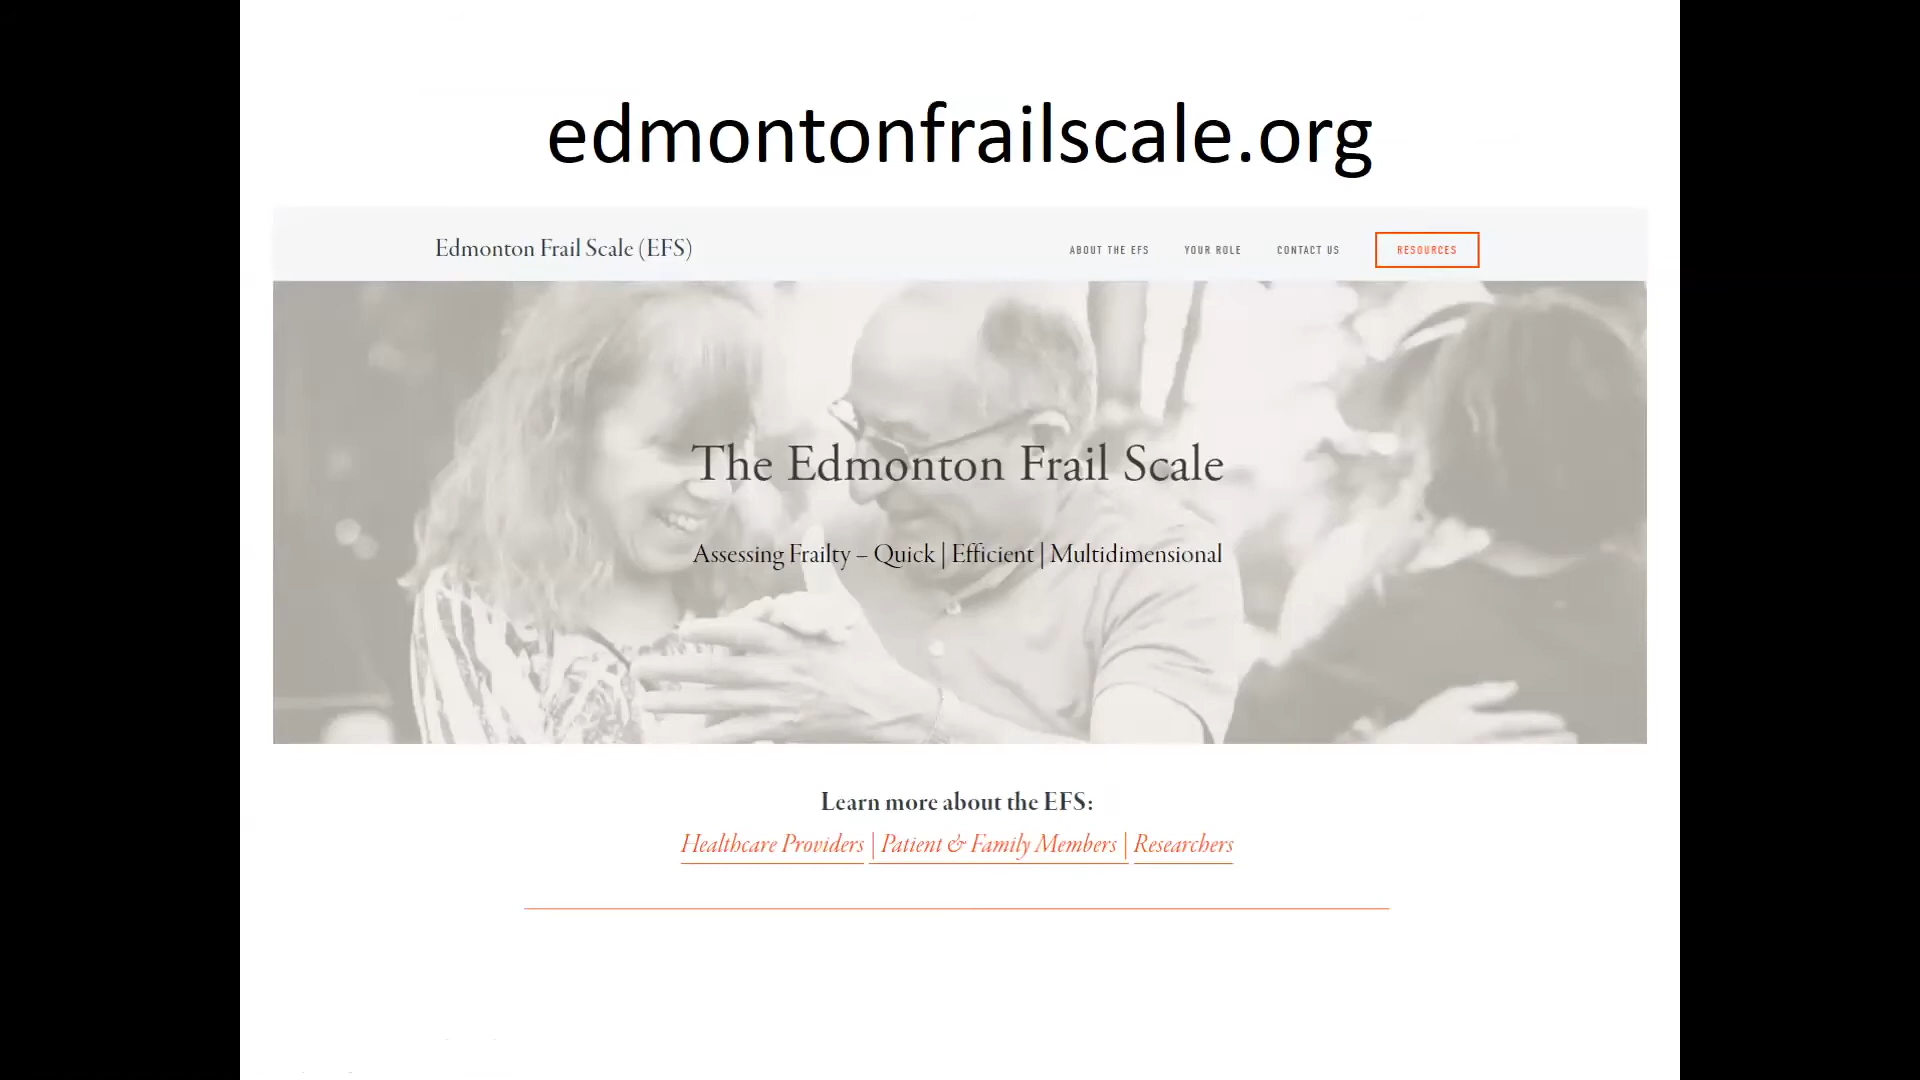 edmontonfrailscale.org
Edmonton Frail Scale (EFS)
ABOUT THE EFS YOUR ROLE CONTACT US RESOURCES
The Edmonton Frail Scale
Assessing Frailty – Quick | Efficient | Multidimensional
Learn more about the EFS:
Healthcare Providers | Patient & Family Members | Researchers